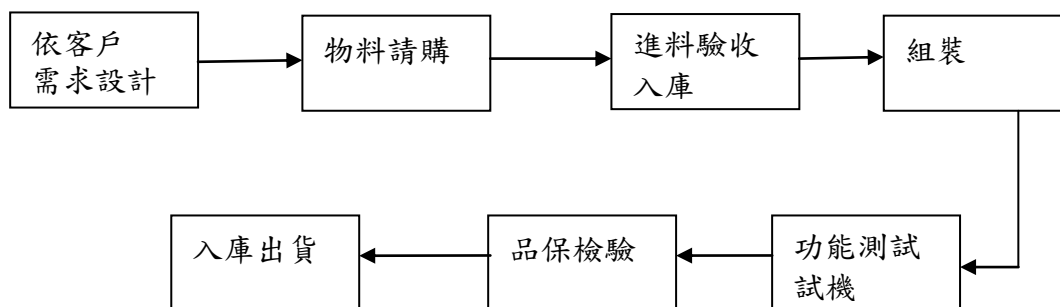 依客戶
需求設計
物料請購
進料驗收
入庫
組裝
功能測試
試機
品保檢驗
入庫出貨